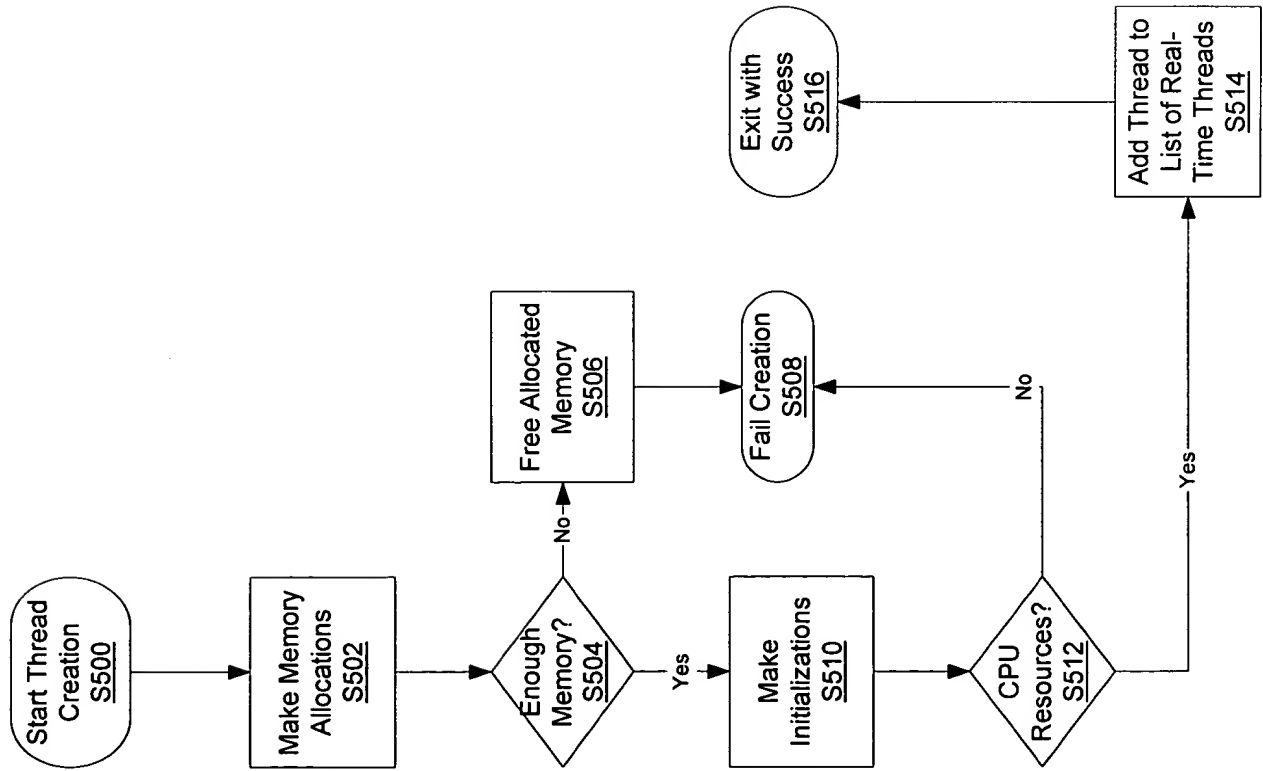 Start Thread
Creation
S500
Make Memory
Allocations
S502
Enough
Memory?
S504
No
Free Allocated
Memory
S506
Fail Creation
S508
Yes
Make
Initializations
S510
CPU
Resources?
S512
No
Yes
Add Thread to
List of Real-
Time Threads
S514
Exit with
Success
S516